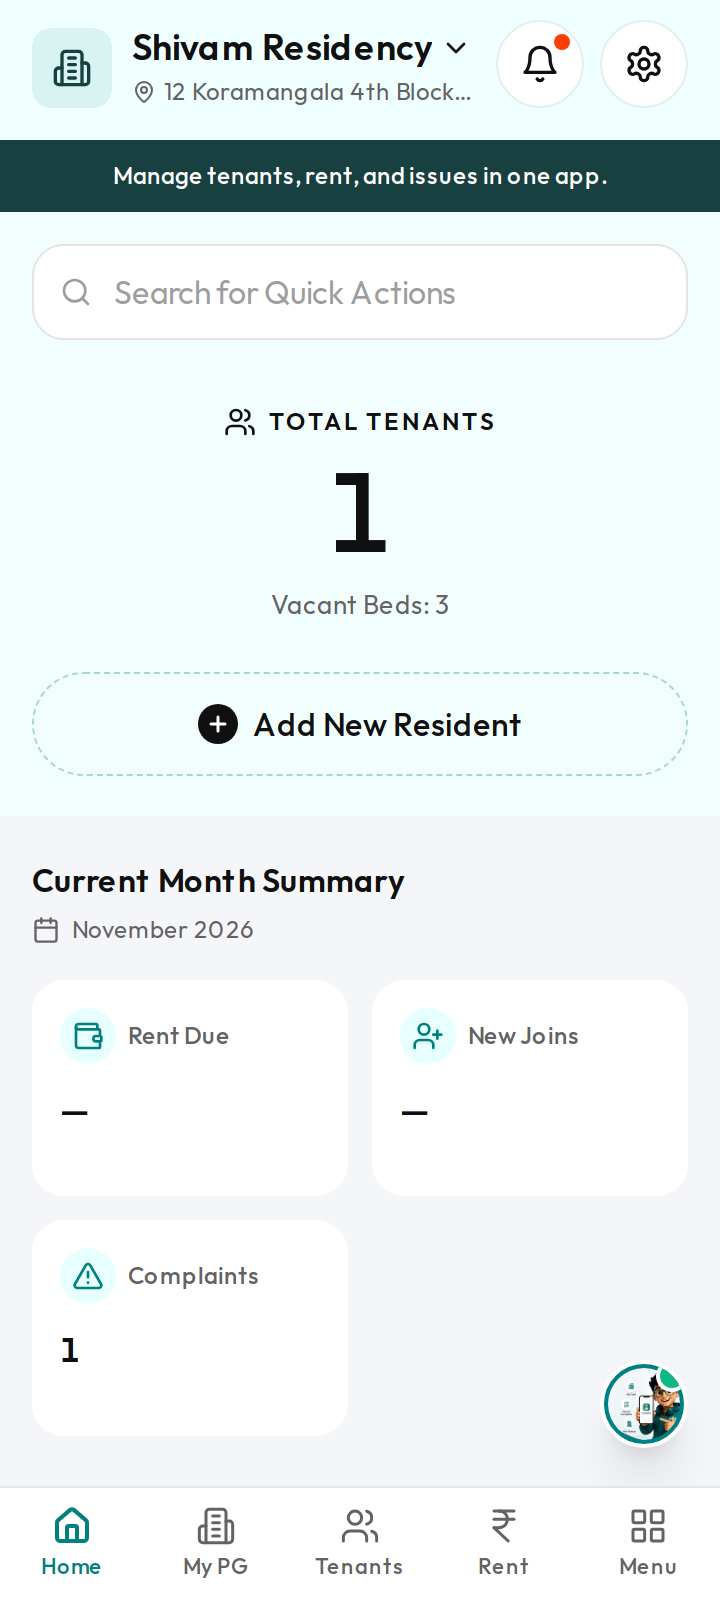 Shivam Residency
12 Koramangala 4th Block...
Manage tenants, rent, and issues in one app.
Search for Quick Actions
TOTAL TENANTS
1
Vacant Beds: 3
Add New Resident
Current Month Summary
November 2026
Rent Due
–
New Joins
–
Complaints
1
Home
My PG
Tenants
Rent
Menu